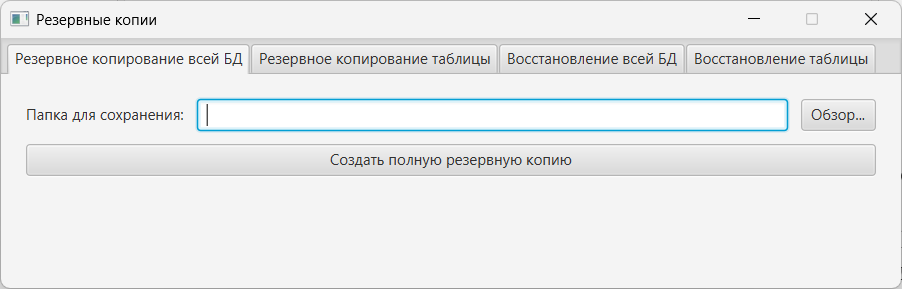 Резервные копии
Резервное копирование всей БД Резервное копирование таблицы Восстановление всей БД Восстановление таблицы
Папка для сохранения: Обзор...
Создать полную резервную копию